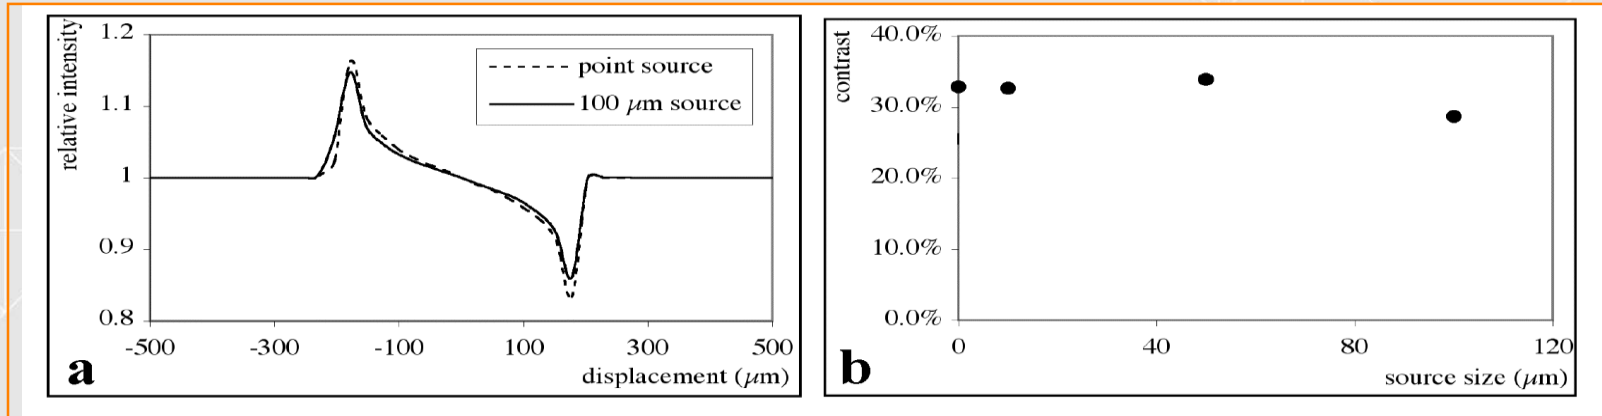 relative intensity
1.2
1.1
1
0.9
0.8
point source
100 μm source
-500
-300
-100
100
300
500
displacement (μm)
a
contrast
40.0%
30.0%
20.0%
10.0%
0.0%
0
40
80
120
source size (μm)
b